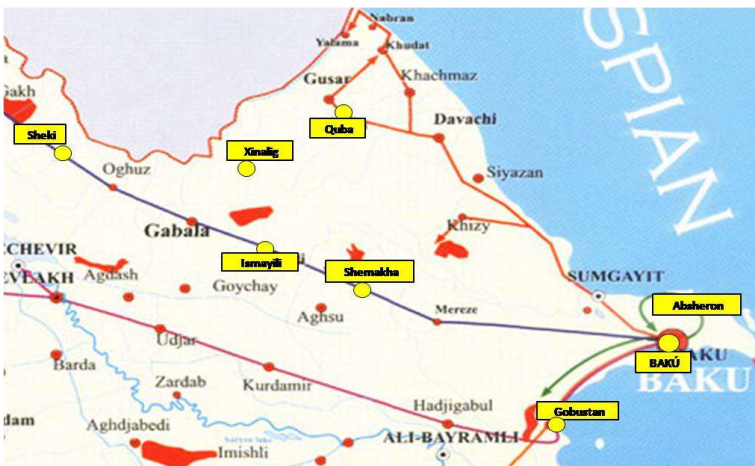 Nabran
Yalama
Khudat
Gusar
Khachmaz
SPIAN
Gakh
Quba
Davachi
Sheki
Xinalig
Oghuz
Siyazan
Gabala
Khizy
ECHEVIR
Ismayili
EVLAKH
Agdash
Goychay
Shemakha
SUMGAYIT
Aghsu
Mereze
Absheron
Udjar
BAKÚ
AKU
BAKU
Barda
Kurdamir
Zardab
Hadjigabul
Gobustan
dam
Aghdjabedi
ALI-BAYRAMLI
Imishli